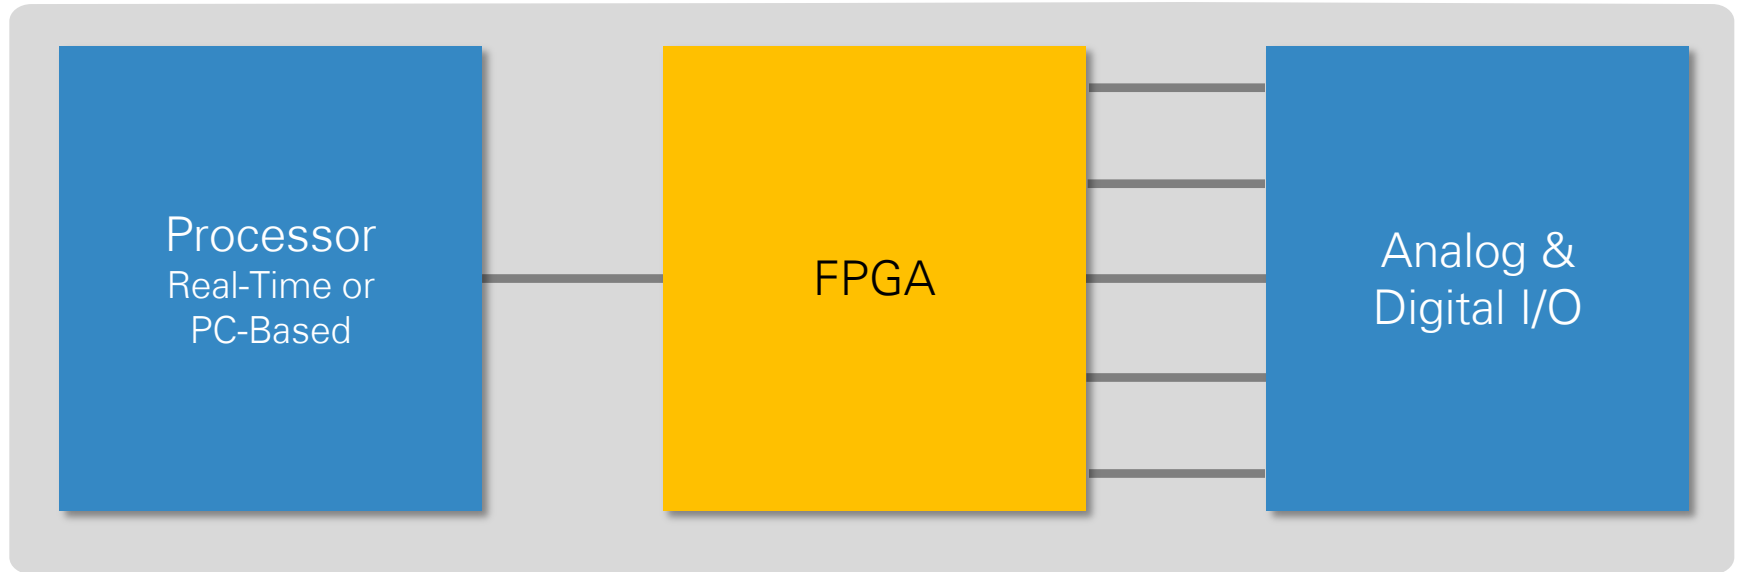 Processor
Real-Time or
PC-Based
FPGA
Analog &
Digital I/O